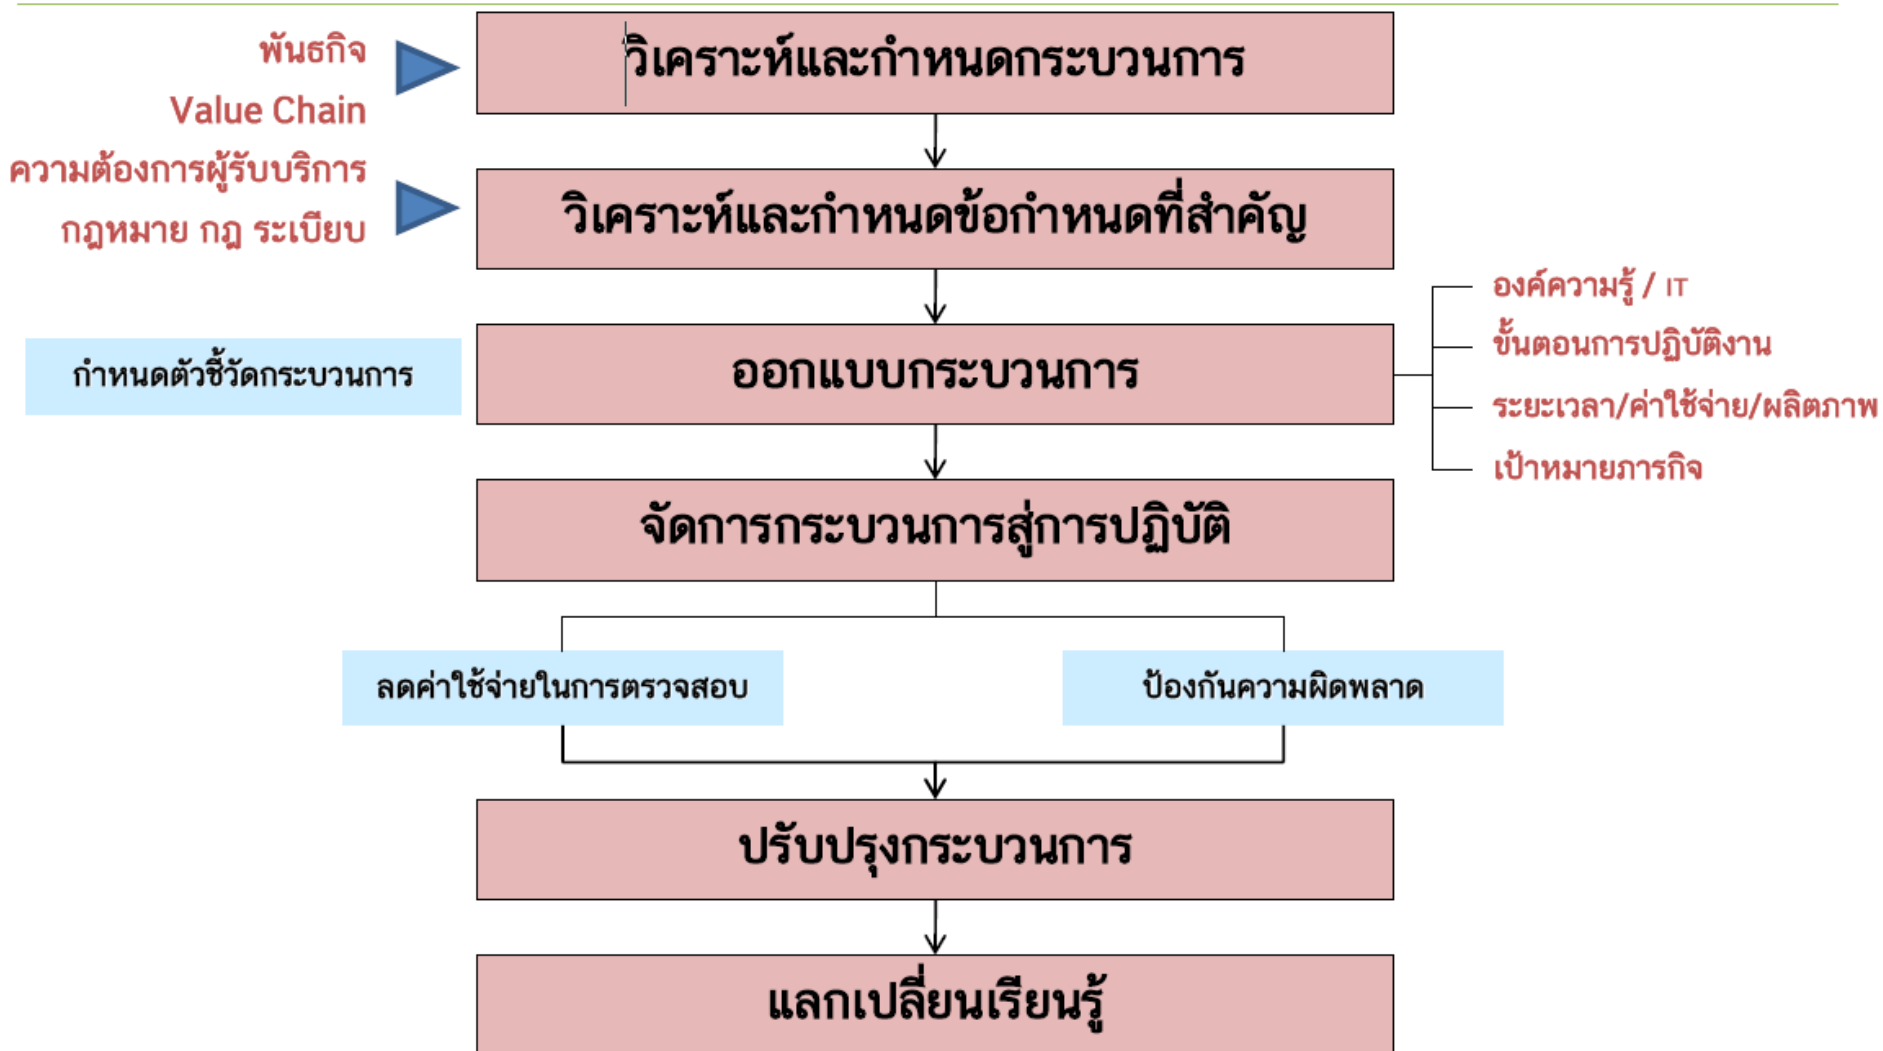 พันธกิจ
Value Chain
วิเคราะห์และกำหนดกระบวนการ
ความต้องการผู้รับบริการ
กฎหมาย กฎ ระเบียบ
วิเคราะห์และกำหนดข้อกำหนดที่สำคัญ
กำหนดตัวชี้วัดกระบวนการ
ออกแบบกระบวนการ
องค์ความรู้ / IT
ขั้นตอนการปฏิบัติงาน
ระยะเวลา/ค่าใช้จ่าย/ผลิตภาพ
เป้าหมายภารกิจ
จัดการกระบวนการสู่การปฏิบัติ
ลดค่าใช้จ่ายในการตรวจสอบ
ป้องกันความผิดพลาด
ปรับปรุงกระบวนการ
แลกเปลี่ยนเรียนรู้